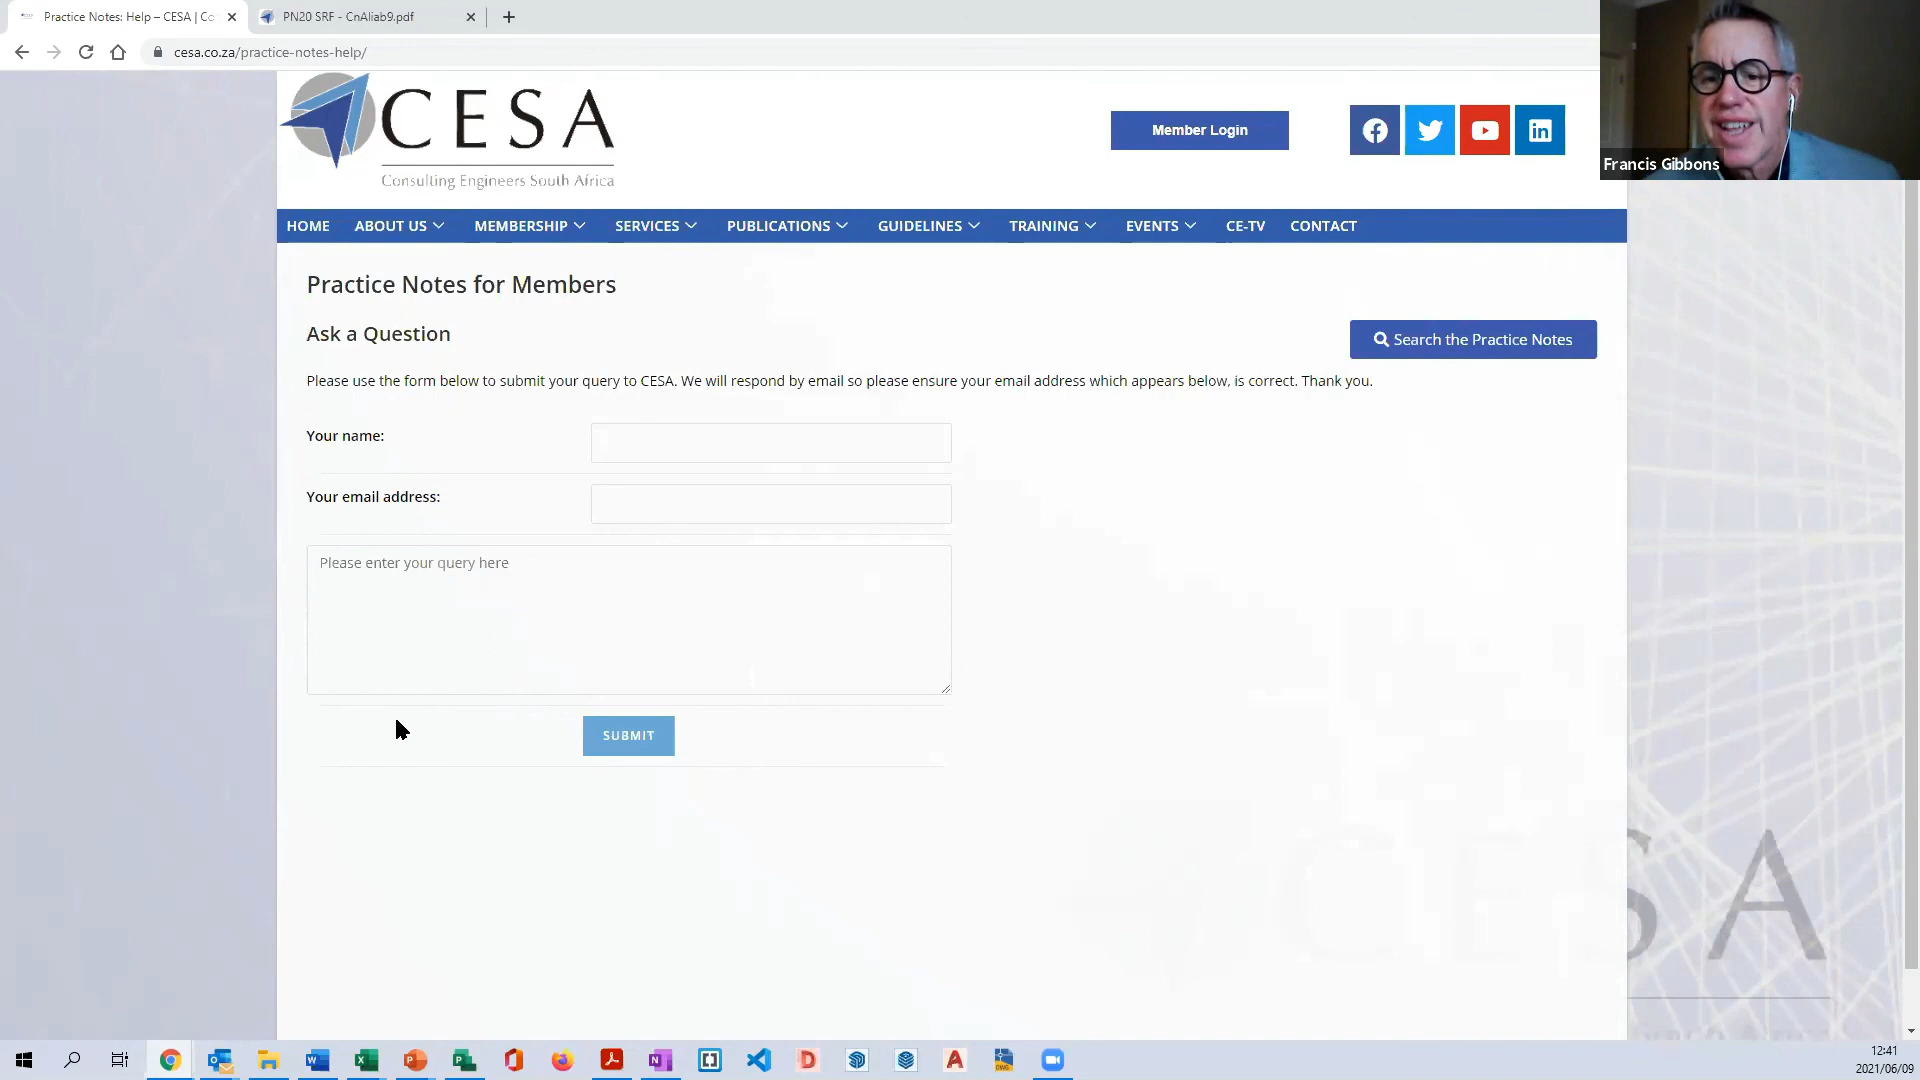 Practice Notes: Help – CESA | Co
PN20 SRF - CnAliab9.pdf
cesa.co.za/practice-notes-help/
CESA
Consulting Engineers South Africa
Member Login
Francis Gibbons
HOME ABOUT US MEMBERSHIP SERVICES PUBLICATIONS GUIDELINES TRAINING EVENTS CE-TV CONTACT
Practice Notes for Members
Ask a Question
Search the Practice Notes
Please use the form below to submit your query to CESA. We will respond by email so please ensure your email address which appears below, is correct. Thank you.
Your name:
Your email address:
Please enter your query here
SUBMIT
12:41
2021/06/09